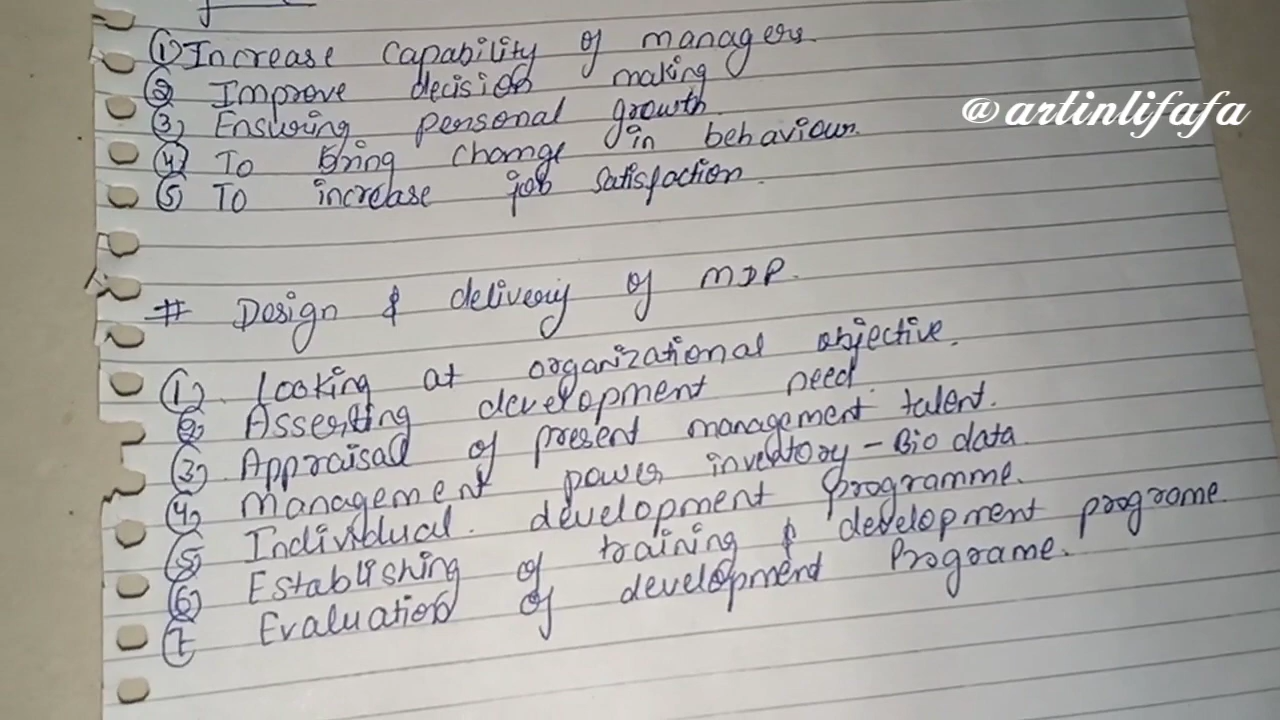 ① Increase capability of managers
② Improve decision making
③ Ensuring personal growth
④ To bring change in behaviour.
⑤ To increase job satisfaction.
@artinlifafa
# Design & delivery of MDP.
①. Looking at organizational objective.
② Asserting development need.
③ Appraisal of present management talent.
④ Management power inventory - Bio data
⑤ Individual. development programme.
⑥ Establishing of training & development programe.
⑦ Evaluation of development Programe.